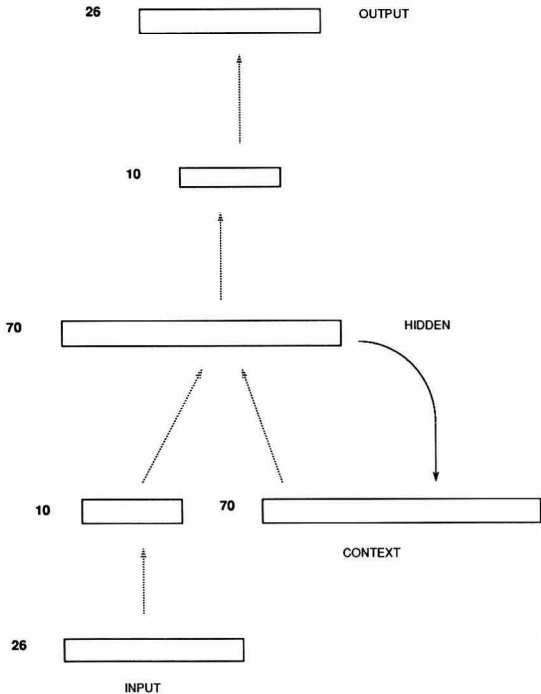 26 OUTPUT
10
70 HIDDEN
10 70
CONTEXT
26
INPUT